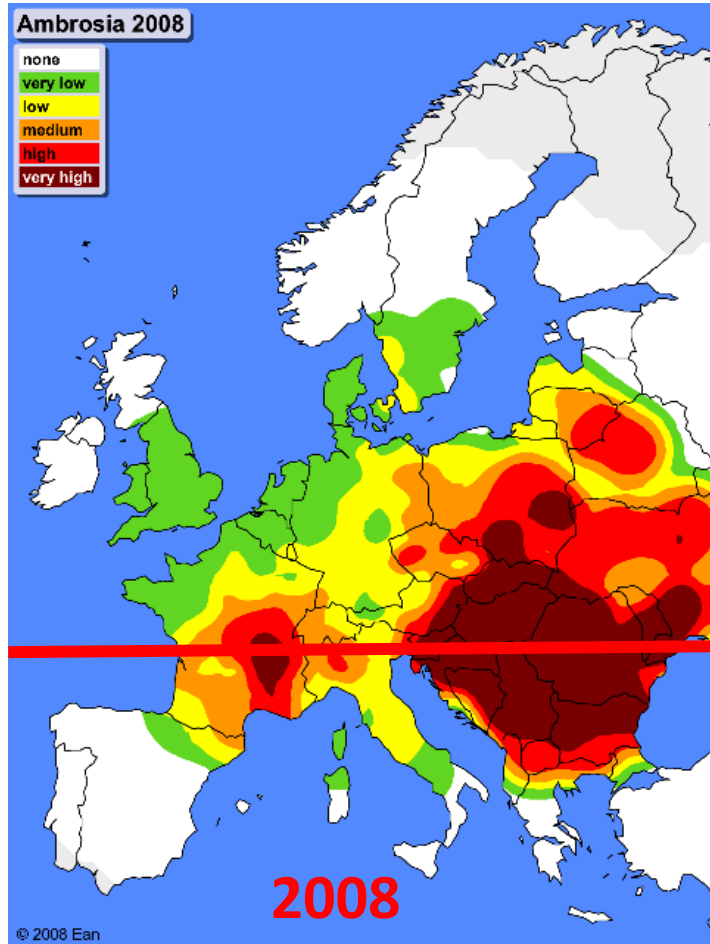 Ambrosia 2008
none
very low
low
medium
high
very high
2008
© 2008 Ean